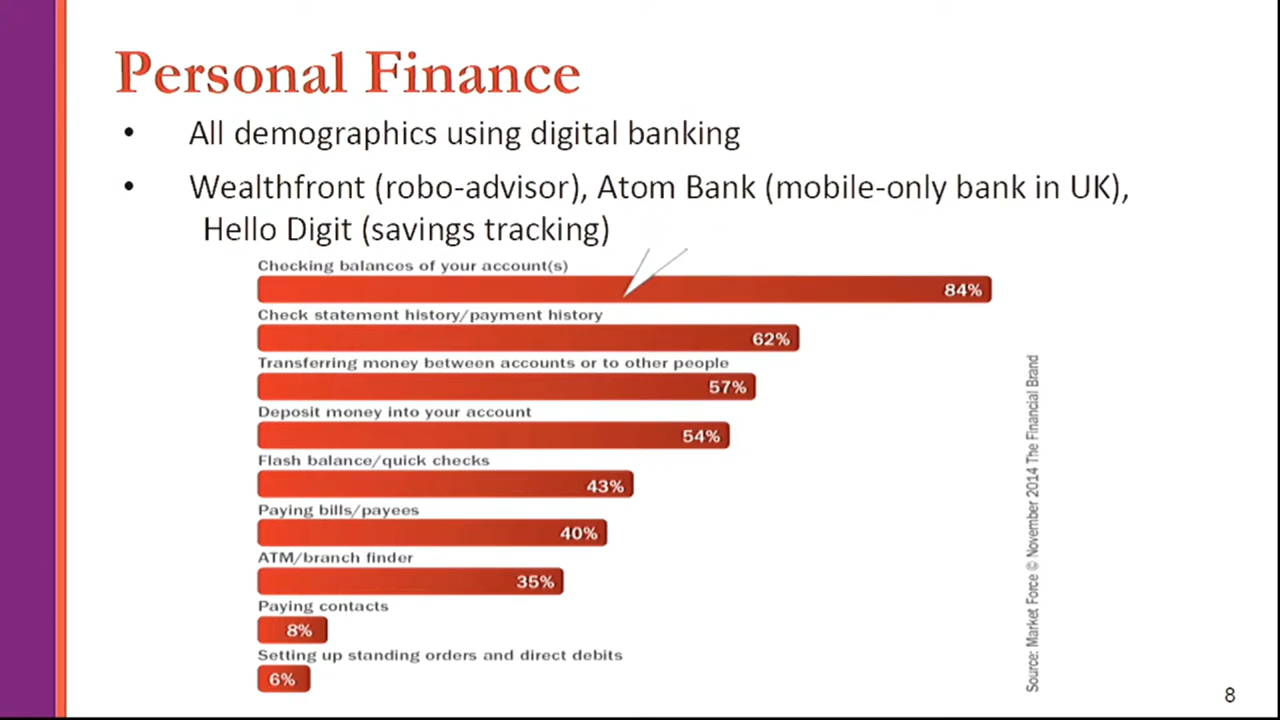 Personal Finance
• All demographics using digital banking
• Wealthfront (robo-advisor), Atom Bank (mobile-only bank in UK),
Hello Digit (savings tracking)
Checking balances of your account(s)
84%
Check statement history/payment history
62%
Transferring money between accounts or to other people
57%
Deposit money into your account
54%
Flash balance/quick checks
43%
Paying bills/payees
40%
ATM/branch finder
35%
Paying contacts
8%
Setting up standing orders and direct debits
6%
Source: Market Force © November 2014 The Financial Brand
8